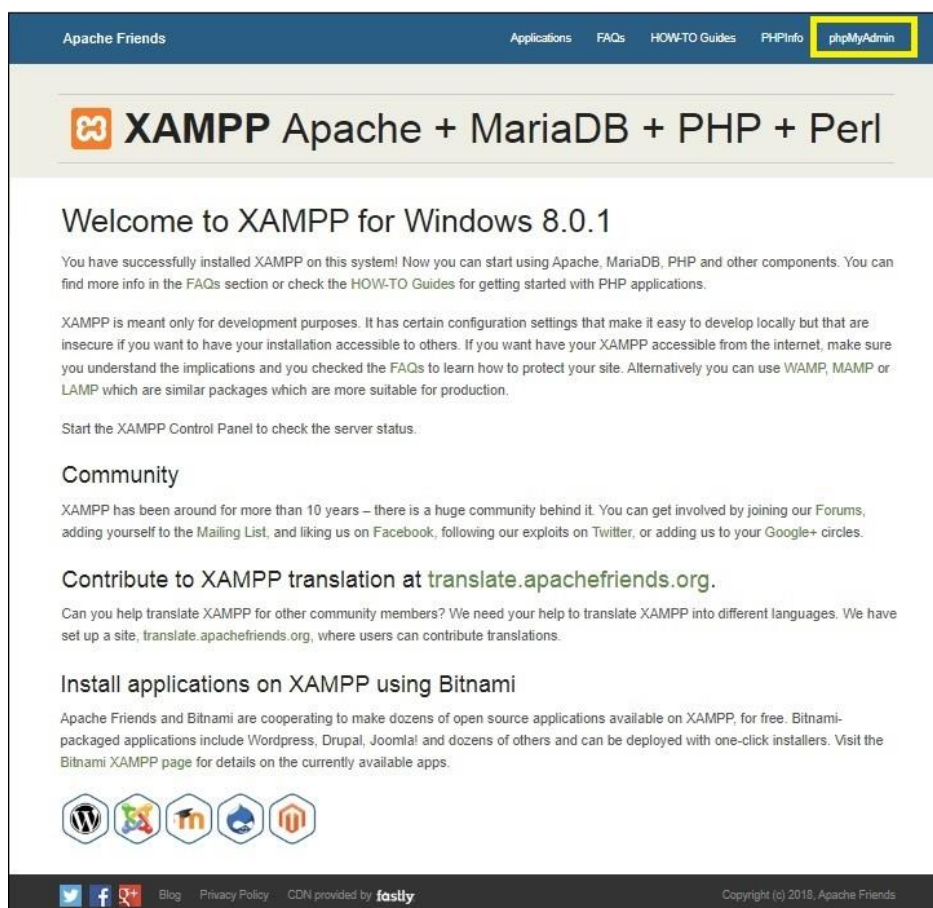 Apache Friends Applications FAQs HOW-TO Guides PHPInfo phpMyAdmin
XAMPP Apache + MariaDB + PHP + Perl
Welcome to XAMPP for Windows 8.0.1
You have successfully installed XAMPP on this system! Now you can start using Apache, MariaDB, PHP and other components. You can
find more info in the FAQs section or check the HOW-TO Guides for getting started with PHP applications.
XAMPP is meant only for development purposes. It has certain configuration settings that make it easy to develop locally but that are
insecure if you want to have your installation accessible to others. If you want have your XAMPP accessible from the internet, make sure
you understand the implications and you checked the FAQs to learn how to protect your site. Alternatively you can use WAMP, MAMP or
LAMP which are similar packages which are more suitable for production.
Start the XAMPP Control Panel to check the server status.
Community
XAMPP has been around for more than 10 years – there is a huge community behind it. You can get involved by joining our Forums,
adding yourself to the Mailing List, and liking us on Facebook, following our exploits on Twitter, or adding us to your Google+ circles.
Contribute to XAMPP translation at translate.apachefriends.org.
Can you help translate XAMPP for other community members? We need your help to translate XAMPP into different languages. We have
set up a site, translate.apachefriends.org, where users can contribute translations.
Install applications on XAMPP using Bitnami
Apache Friends and Bitnami are cooperating to make dozens of open source applications available on XAMPP, for free. Bitnami-
packaged applications include Wordpress, Drupal, Joomla! and dozens of others and can be deployed with one-click installers. Visit the
Bitnami XAMPP page for details on the currently available apps.
Blog Privacy Policy CDN provided by fastly Copyright (c) 2018, Apache Friends